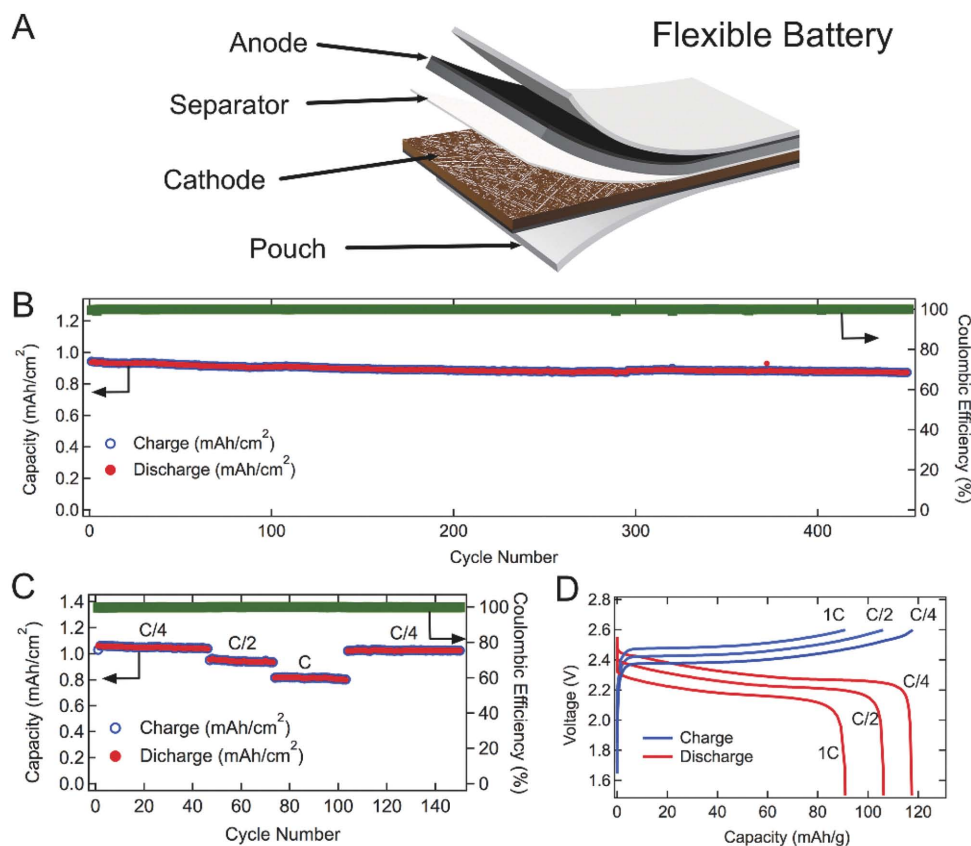 A
Flexible Battery
Anode
Separator
Cathode
Pouch
B
1.2
1.0
0.8
0.6
0.4
0.2
0.0
Capacity (mAh/cm²)
Charge (mAh/cm²)
Discharge (mAh/cm²)
100
80
60
40
20
0
Coulombic Efficiency (%)
0 100 200 300 400
Cycle Number
C
1.4
1.2
1.0
0.8
0.6
0.4
0.2
0.0
Capacity (mAh/cm²)
C/4
C/2
C
C/4
Charge (mAh/cm²)
Dicharge (mAh/cm²)
100
80
60
40
20
0
Coulombic Efficiency (%)
0 20 40 60 80 100 120 140
Cycle Number
D
2.8
2.6
2.4
2.2
2.0
1.8
1.6
Voltage (V)
1C C/2 C/4
C/4
C/2
1C
Charge
Discharge
0 20 40 60 80 100 120
Capacity (mAh/g)